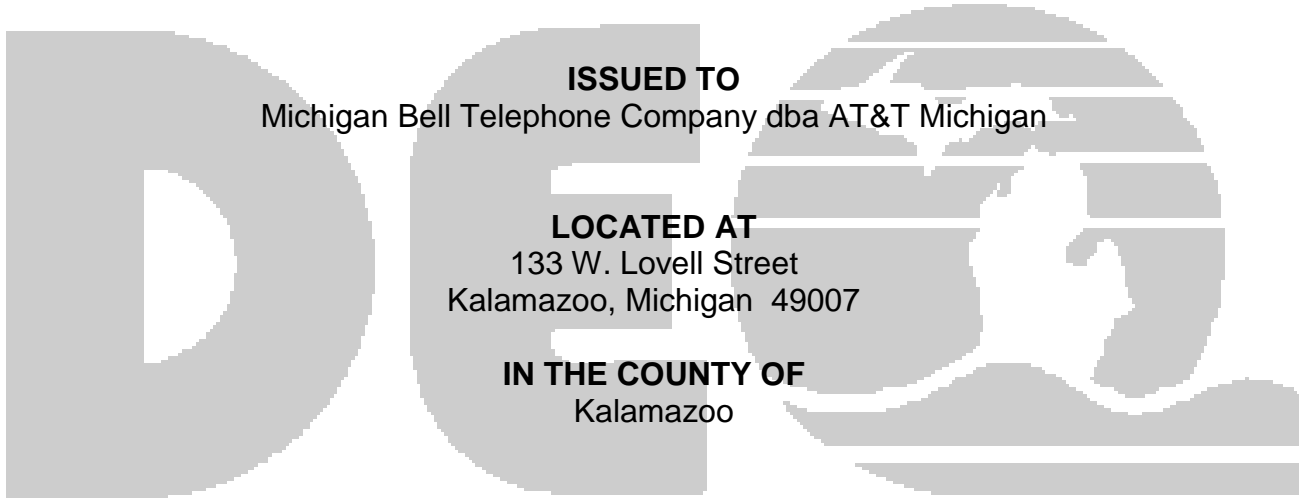 DEQ
ISSUED TO
Michigan Bell Telephone Company dba AT&T Michigan
LOCATED AT
133 W. Lovell Street
Kalamazoo, Michigan  49007
IN THE COUNTY OF
Kalamazoo